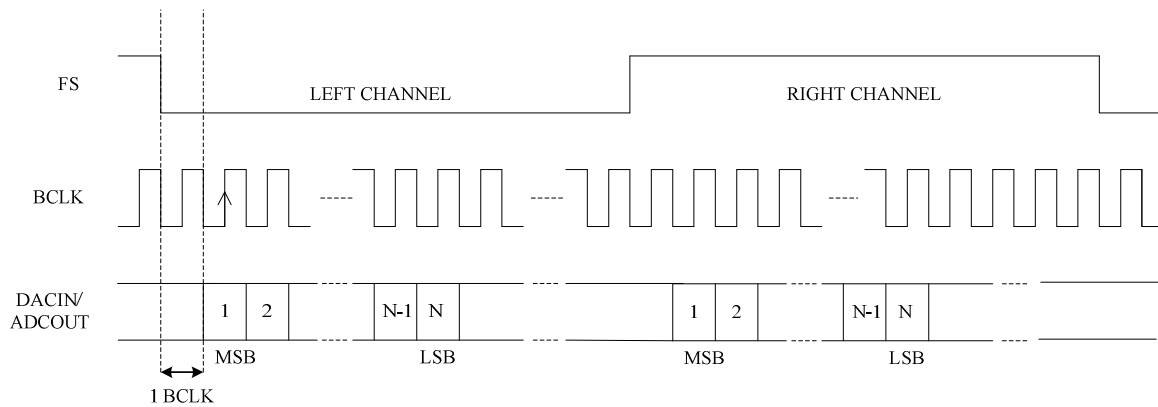 FS
LEFT CHANNEL
RIGHT CHANNEL
BCLK
DACIN/
ADCOUT
1 2 N-1 N 1 2 N-1 N
MSB LSB MSB LSB
1 BCLK